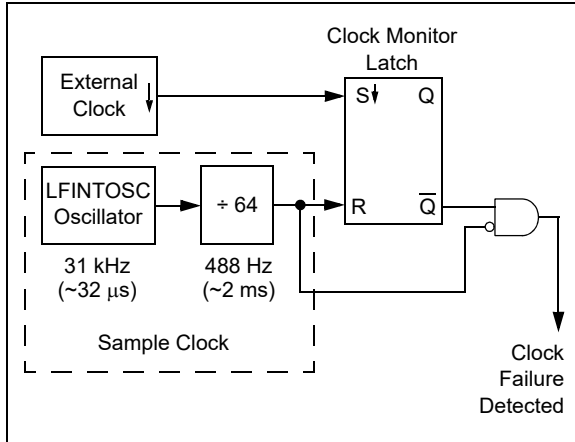 Clock Monitor
Latch
External
Clock
S
Q
LFINTOSC
Oscillator
÷ 64
R
Q̅
31 kHz
(~32 μs)
488 Hz
(~2 ms)
Sample Clock
Clock
Failure
Detected